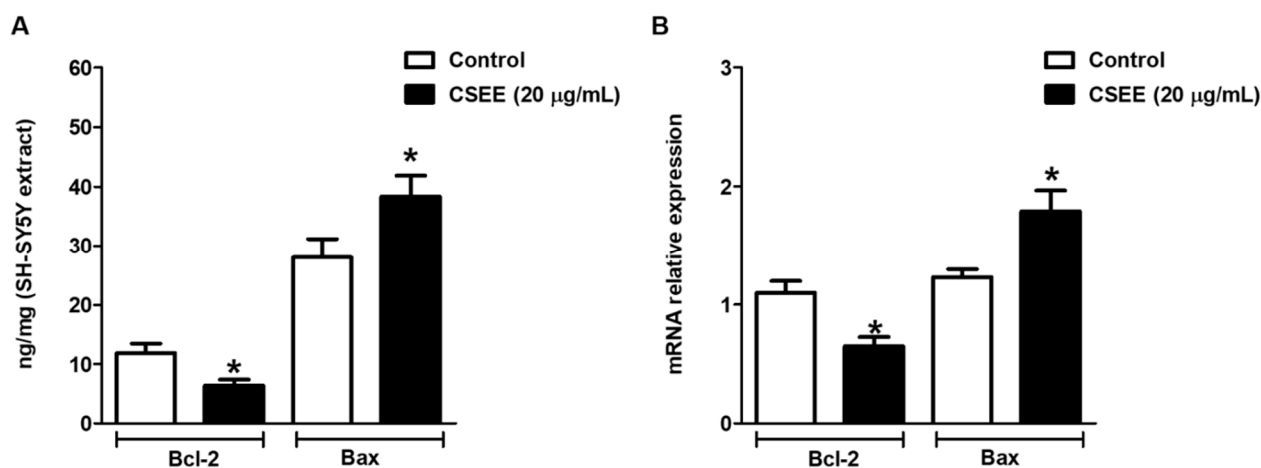 A
Control
CSEE (20 µg/mL)
ng/mg (SH-SY5Y extract)
60
50
40
30
20
10
0
*
*
Bcl-2
Bax
B
Control
CSEE (20 µg/mL)
mRNA relative expression
3
2
1
0
*
*
Bcl-2
Bax